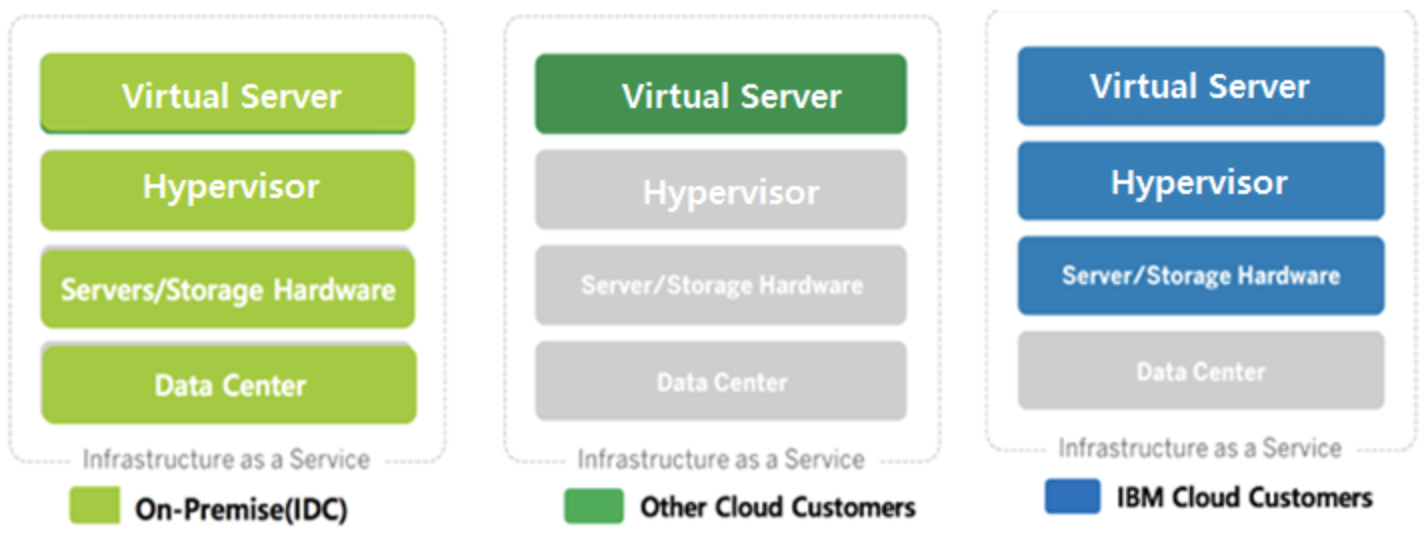 Virtual Server
Hypervisor
Servers/Storage Hardware
Data Center
Infrastructure as a Service
On-Premise(IDC)
Virtual Server
Hypervisor
Server/Storage Hardware
Data Center
Infrastructure as a Service
Other Cloud Customers
Virtual Server
Hypervisor
Server/Storage Hardware
Data Center
Infrastructure as a Service
IBM Cloud Customers